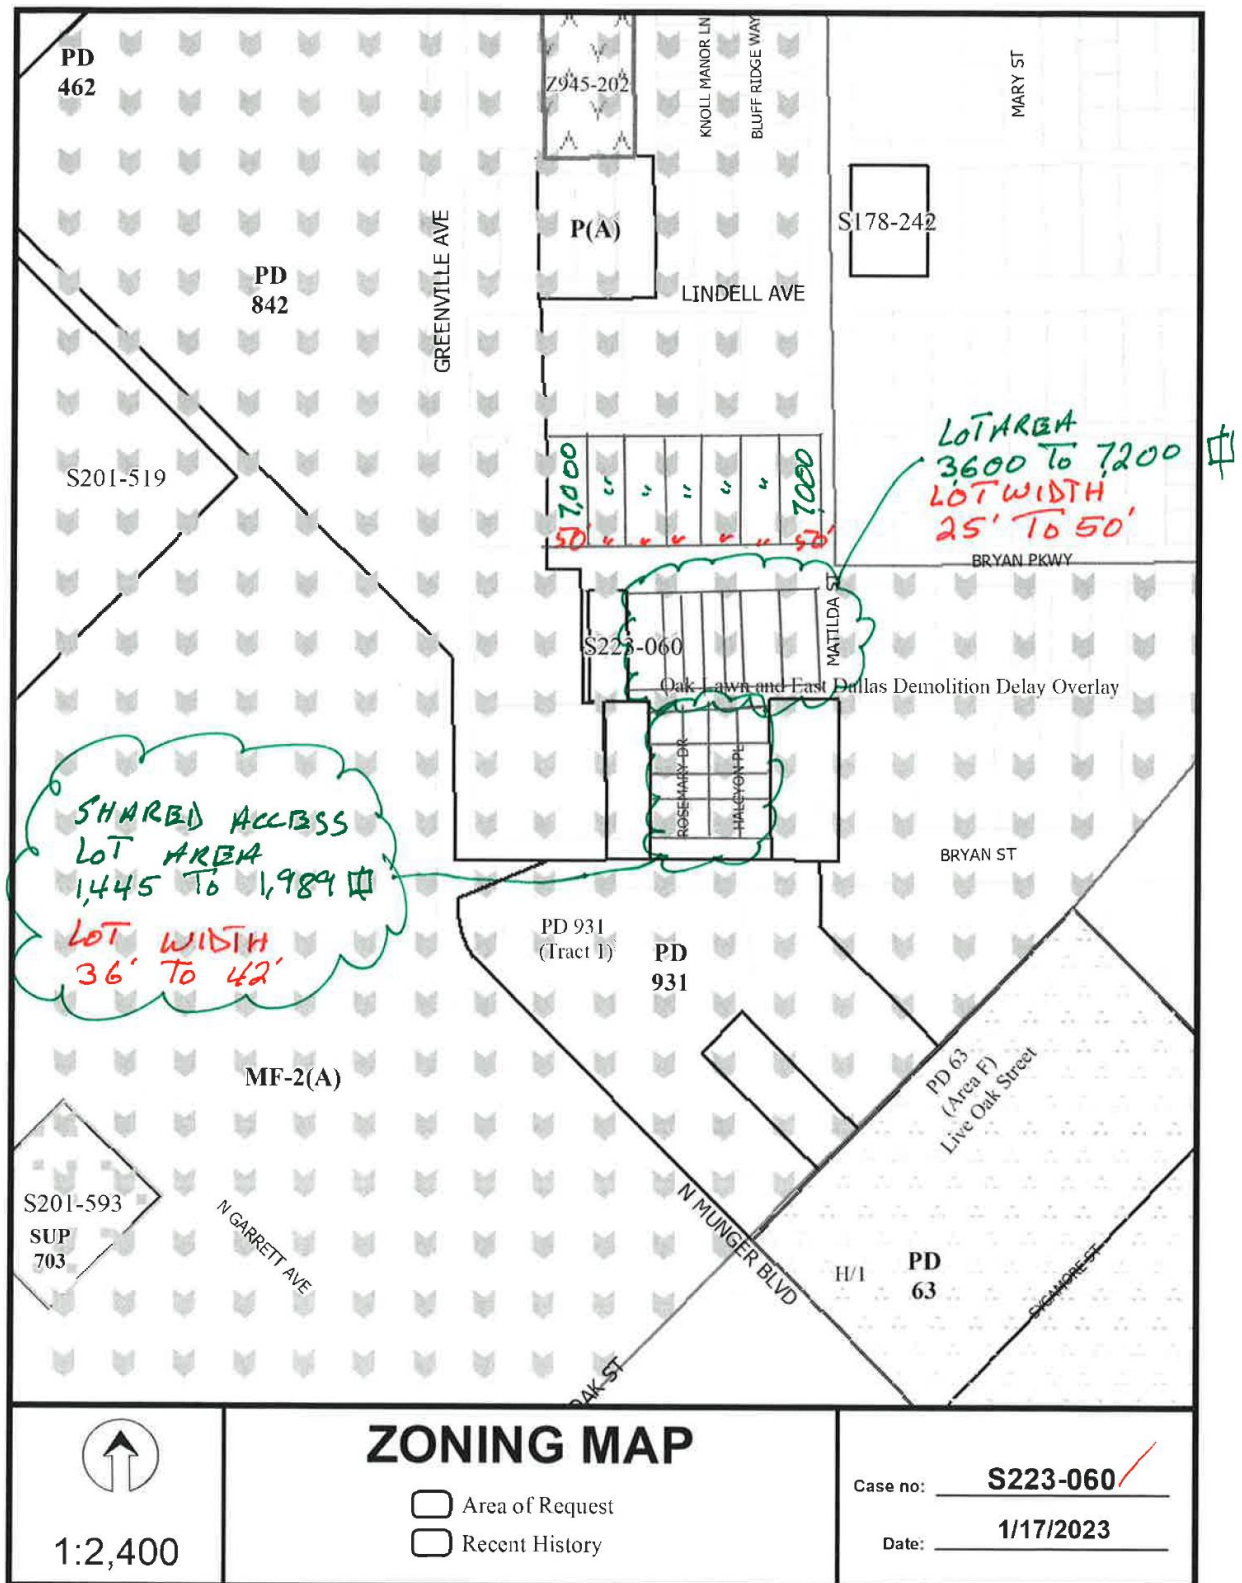 PD
462
Z945-202
KNOLL MANOR LN
BLUFF RIDGE WAY
MARY ST
P(A)
S178-242
GREENVILLE AVE
PD
842
LINDELL AVE
S201-519
7,000 " " " " " 7,000
50' " " " " " 50'
LOT AREA
3,600 TO 7,200
LOT WIDTH
25' TO 50'
BRYAN PKWY
MATILDA ST
S223-060
Oak Lawn and East Dallas Demolition Delay Overlay
ROSEMARY DR
HALCYON PL
SHARED ACCESS
LOT AREA
1,445 TO 1,989
LOT WIDTH
36' TO 42'
BRYAN ST
PD 931
(Tract 1)
PD
931
MF-2(A)
PD 63
(Area F)
Live Oak Street
S201-593
SUP
703
N GARRETT AVE
N MUNGER BLVD
H/1
PD
63
SYCAMORE ST
OAK ST
1:2,400
ZONING MAP
Area of Request
Recent History
Case no: S223-060
Date: 1/17/2023